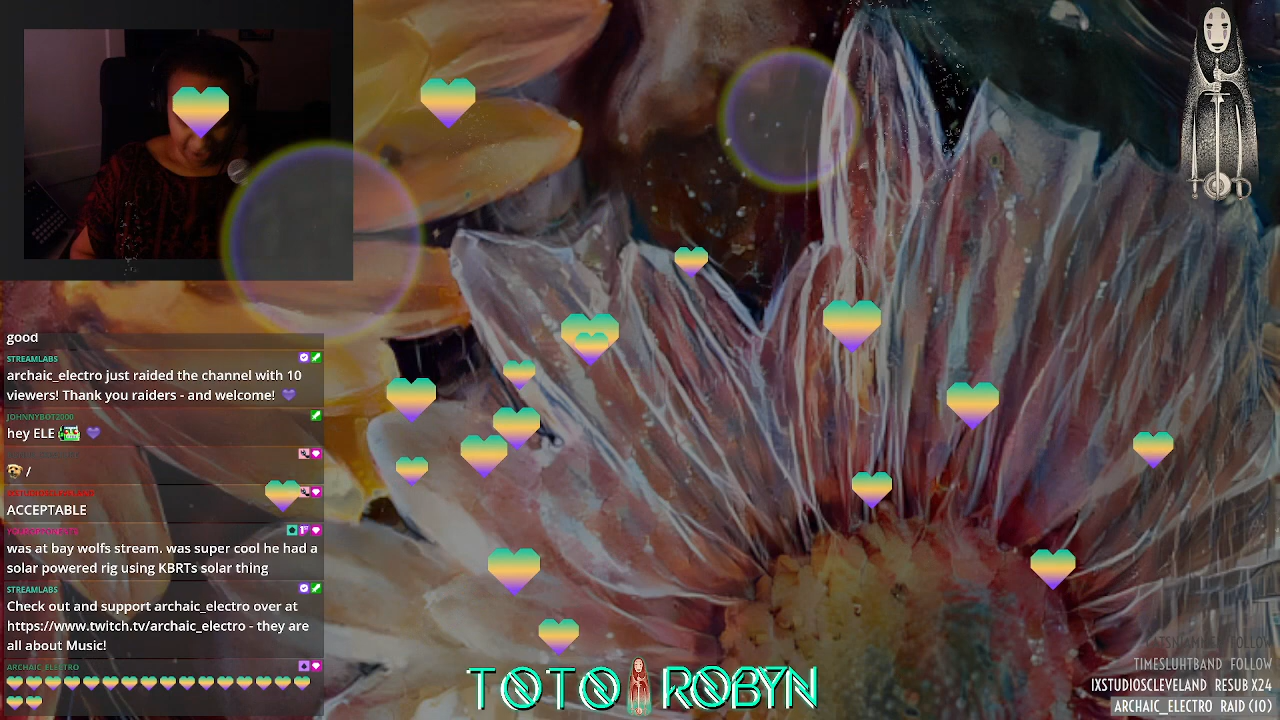 good
STREAMLABS
archaic_electro just raided the channel with 10
viewers! Thank you raiders - and welcome!
JOHNNYBOT2000
hey ELE
/
ACCEPTABLE
was at bay wolfs stream. was super cool he had a
solar powered rig using KBRTs solar thing
STREAMLABS
Check out and support archaic_electro over at
https://www.twitch.tv/archaic_electro - they are
all about Music!
ARCHAIC_ELECTRO
TOTO ROBYN
FOLLOW
TIMESLUHTBAND FOLLOW
IXSTUDIOSCLEVELAND RESUB X24
ARCHAIC_ELECTRO RAID (10)